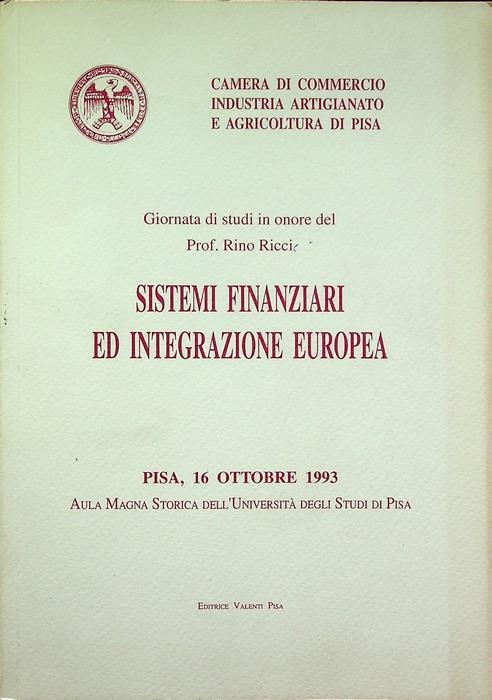 CAMERA DI COMMERCIO
INDUSTRIA ARTIGIANATO
E AGRICOLTURA DI PISA
Giornata di studi in onore del
Prof. Rino Ricci
SISTEMI FINANZIARI
ED INTEGRAZIONE EUROPEA
PISA, 16 OTTOBRE 1993
AULA MAGNA STORICA DELL'UNIVERSITÀ DEGLI STUDI DI PISA
EDITRICE VALENTI PISA